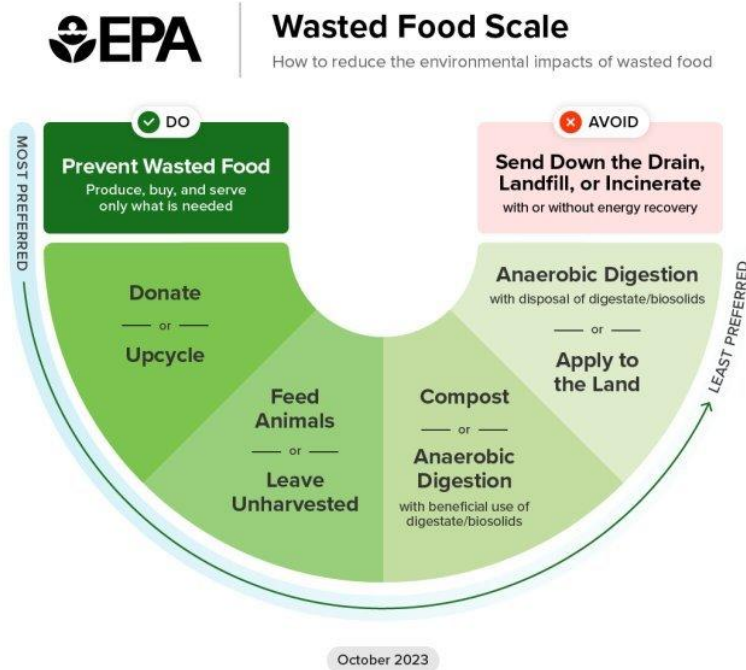 EPA
Wasted Food Scale
How to reduce the environmental impacts of wasted food
DO
MOST PREFERRED
Prevent Wasted Food
Produce, buy, and serve
only what is needed
AVOID
Send Down the Drain,
Landfill, or Incinerate
with or without energy recovery
Donate
or
Upcycle
Feed
Animals
or
Leave
Unharvested
Compost
or
Anaerobic
Digestion
with beneficial use of
digestate/biosolids
Anaerobic Digestion
with disposal of digestate/biosolids
or
Apply to
the Land
LEAST PREFERRED
October 2023